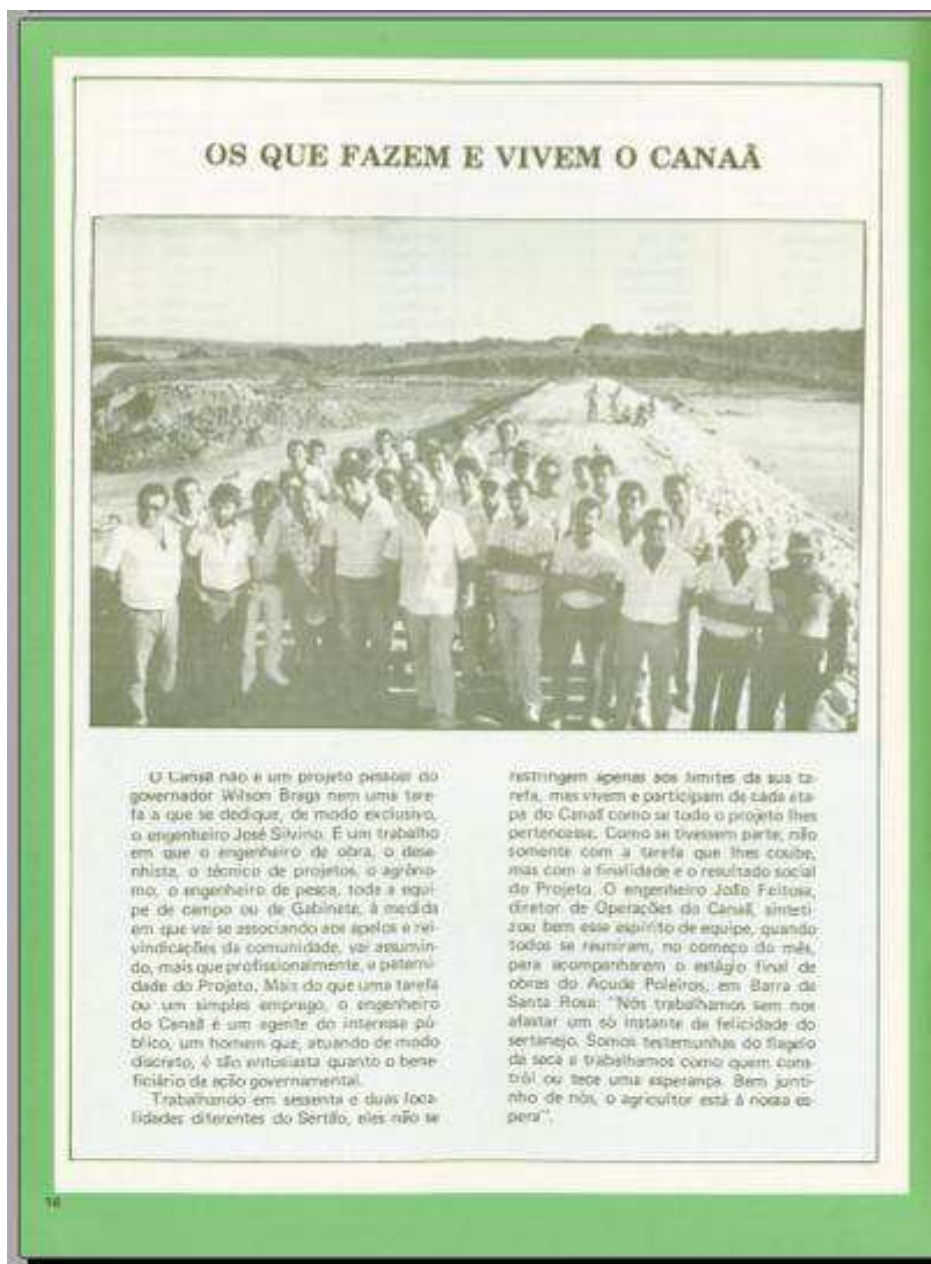 OS QUE FAZEM E VIVEM O CANAÃ
O Canaã não é um projeto pessoal do
governador Wilson Braga nem uma tare-
fa a que se dedique, de modo exclusivo,
o engenheiro José Silvino. É um trabalho
em que o engenheiro de obra, o dese-
nhista, o técnico de projetos, o agrôno-
mo, o engenheiro de pesca, toda a equi-
pe de campo ou de Gabinete, à medida
em que vai se associando aos apelos e rei-
vindicações da comunidade, vai assumin-
do, mais que profissionalmente, a paterni-
dade do Projeto. Mais do que uma tarefa
ou um simples emprego, o engenheiro
do Canaã é um agente do interesse pú-
blico, um homem que, atuando de modo
discreto, é tão entusiasta quanto o bene-
ficiário da ação governamental.
Trabalhando em sessenta e duas loca-
lidades diferentes do Sertão, eles não se
restringem apenas aos limites da sua ta-
refa, mas vivem e participam de cada eta-
pa do Canaã como se todo o projeto lhes
pertencesse. Como se tivessem parte, não
somente com a tarefa que lhes coube,
mas com a finalidade e o resultado social
do Projeto. O engenheiro João Feitosa,
diretor de Operações do Canaã, sinteti-
zou bem esse espírito de equipe, quando
todos se reuniram, no começo do mês,
para acompanharem o estágio final de
obras do Açude Poleiros, em Barra de
Santa Rosa: "Nós trabalhamos sem nos
afastar um só instante da felicidade do
sertanejo. Somos testemunhas do flagelo
da seca e trabalhamos como quem cons-
trói ou tece uma esperança. Bem junti-
nho de nós, o agricultor está à nossa es-
pera".